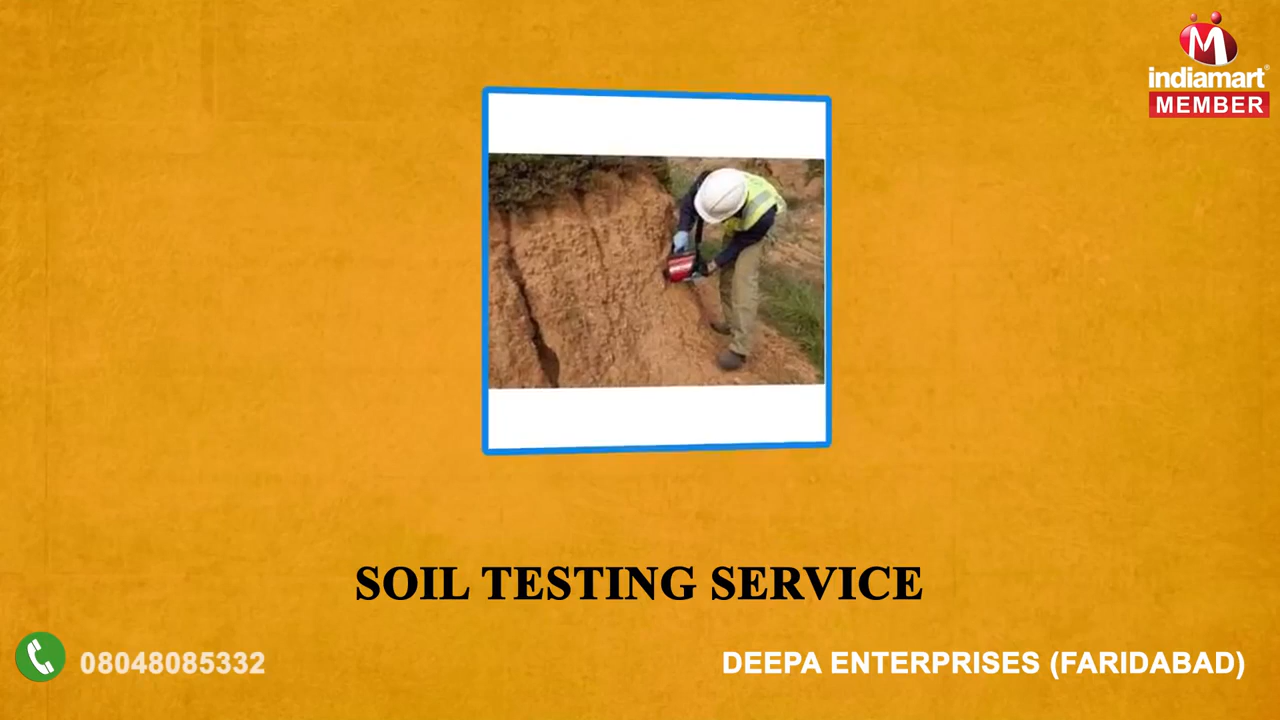 indiamart
MEMBER
SOIL TESTING SERVICE
08048085332
DEEPA ENTERPRISES (FARIDABAD)